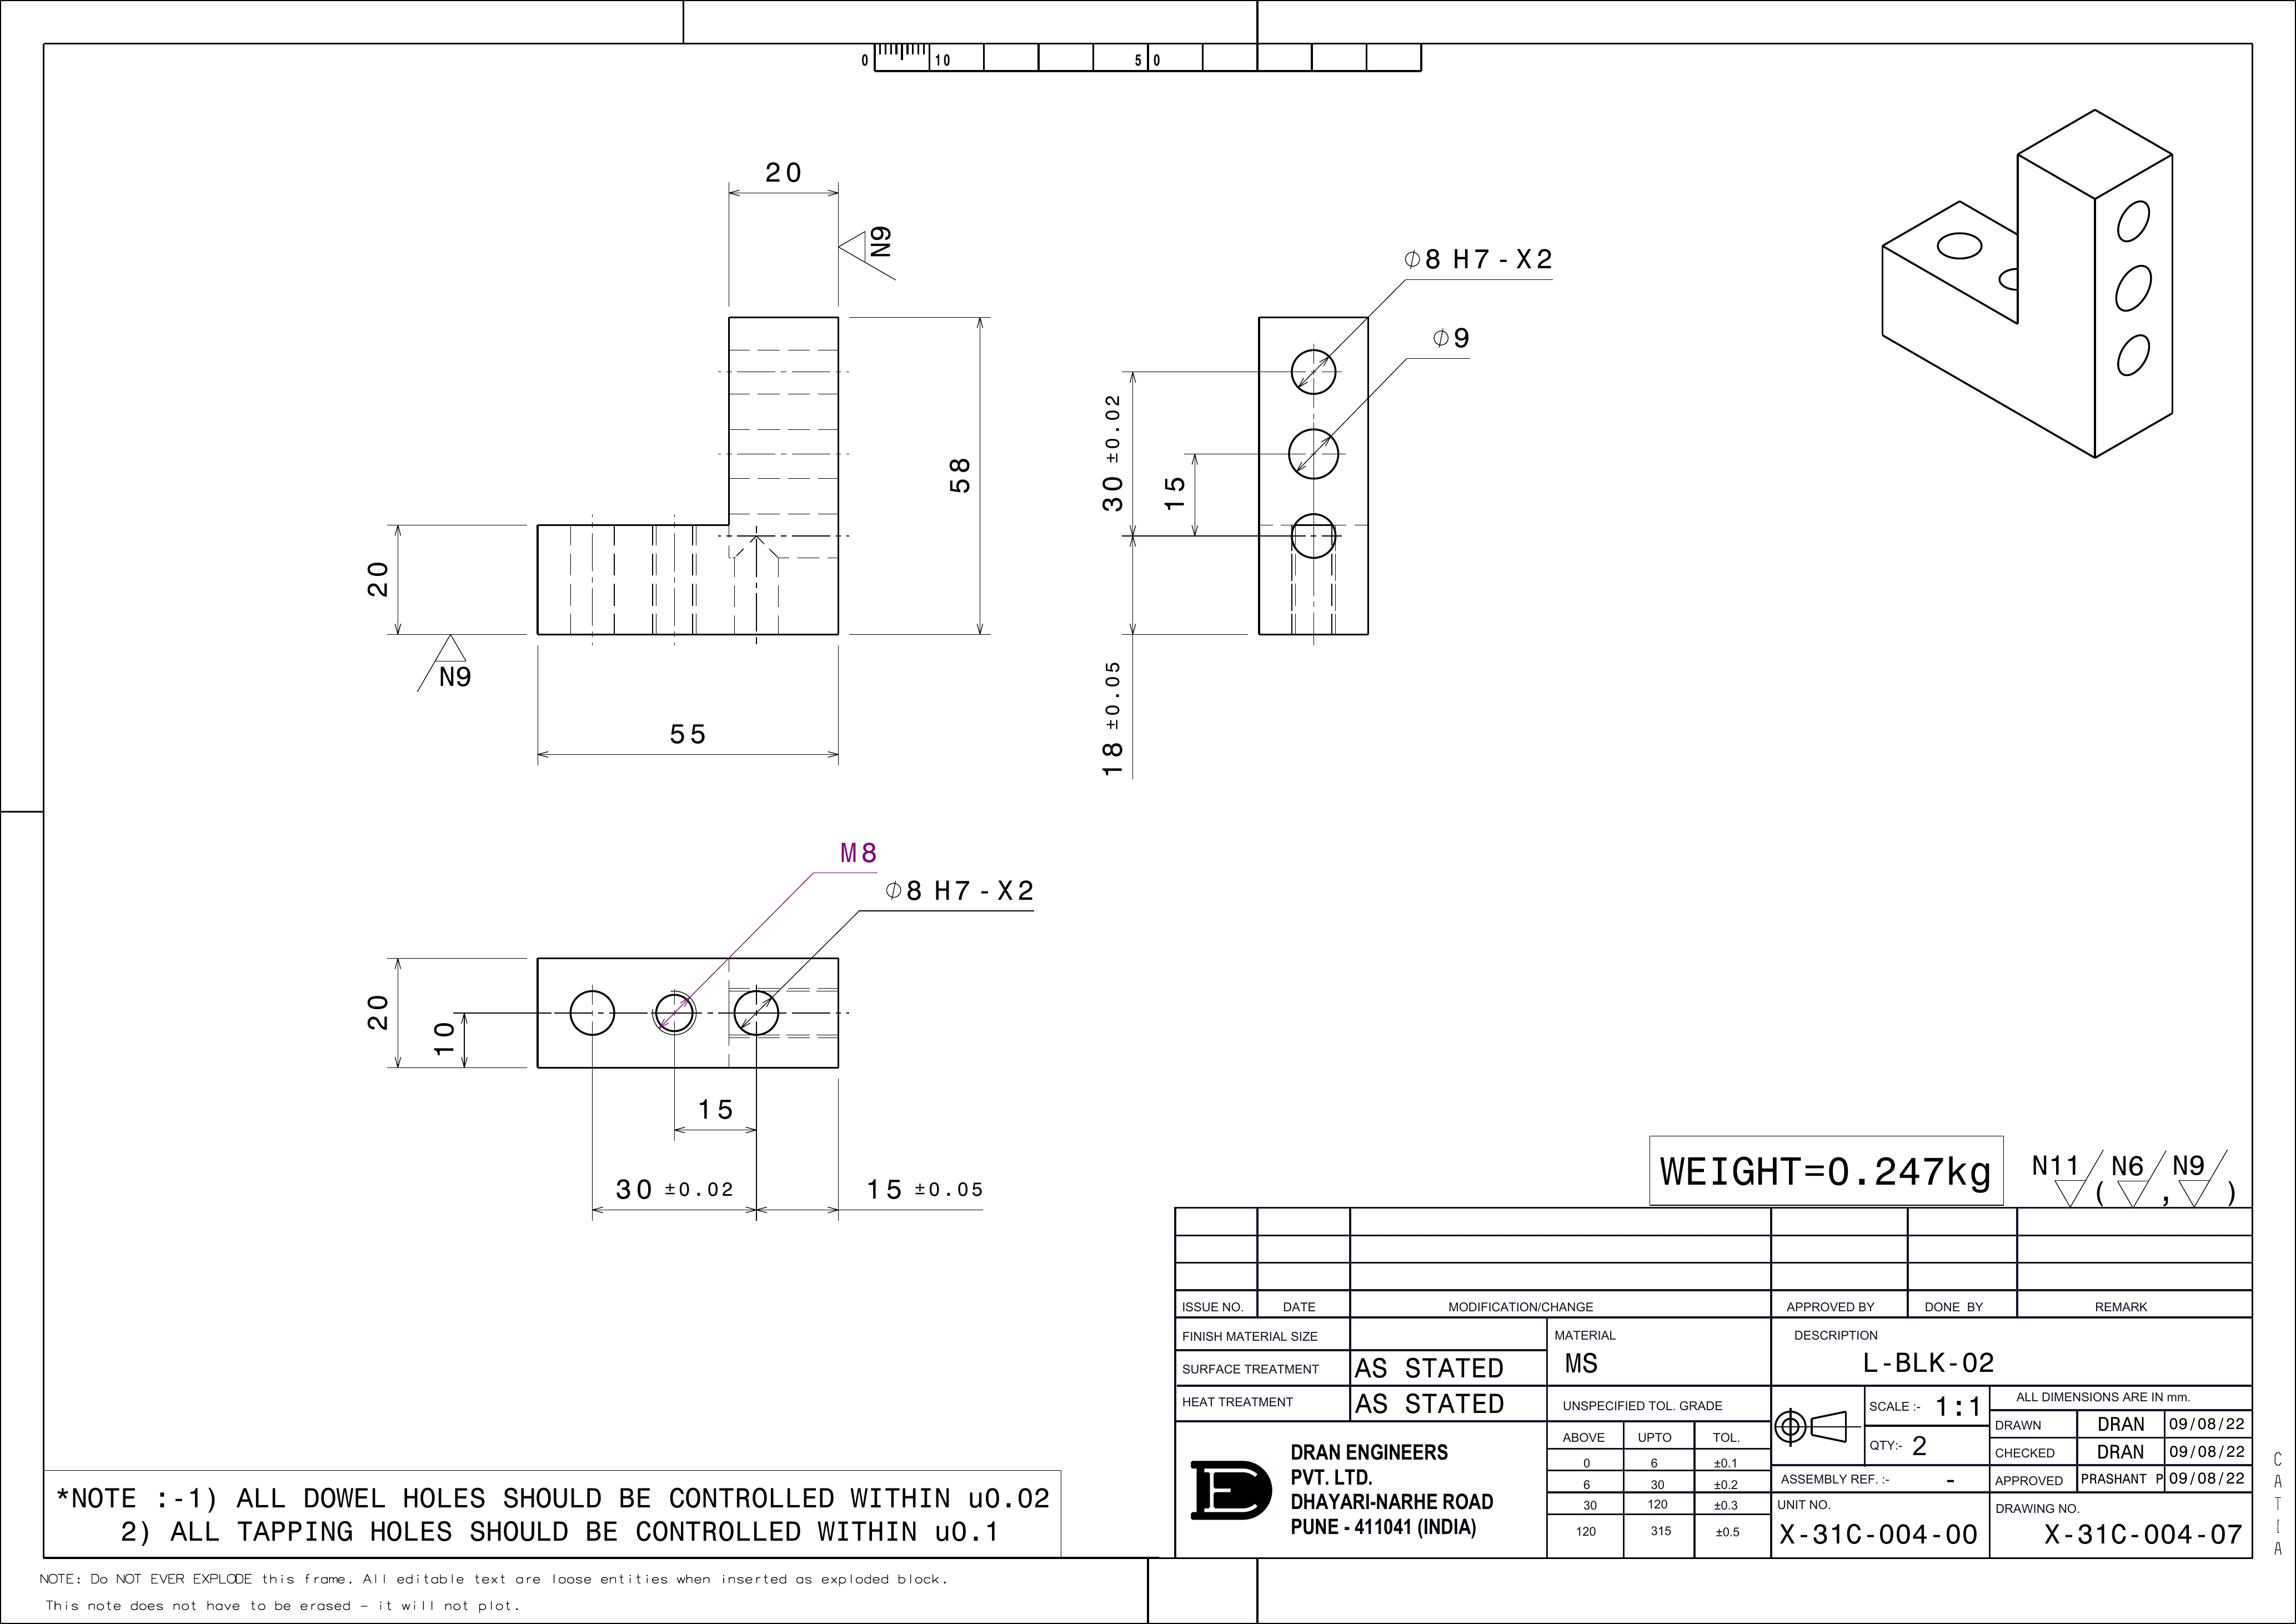 0 10 50
20
N9
Ø8 H7-X2
Ø9
58
30 ±0.02
15
20
N9
55
18 ±0.05
M8
Ø8 H7-X2
20
10
15
30 ±0.02
15 ±0.05
WEIGHT=0.247kg
N11 ( N6 , N9 )
ISSUE NO. DATE MODIFICATION/CHANGE APPROVED BY DONE BY REMARK
FINISH MATERIAL SIZE
MATERIAL
MS
DESCRIPTION
L-BLK-02
SURFACE TREATMENT AS STATED
HEAT TREATMENT AS STATED
UNSPECIFIED TOL. GRADE
ABOVE UPTO TOL.
0 6 ±0.1
6 30 ±0.2
30 120 ±0.3
120 315 ±0.5
SCALE :- 1:1
QTY:- 2
ALL DIMENSIONS ARE IN mm.
DRAWN DRAN 09/08/22
CHECKED DRAN 09/08/22
APPROVED PRASHANT P 09/08/22
ASSEMBLY REF. :- -
UNIT NO.
X-31C-004-00
DRAWING NO.
X-31C-004-07
DRAN ENGINEERS
PVT. LTD.
DHAYARI-NARHE ROAD
PUNE - 411041 (INDIA)
*NOTE :-1) ALL DOWEL HOLES SHOULD BE CONTROLLED WITHIN u0.02
2) ALL TAPPING HOLES SHOULD BE CONTROLLED WITHIN u0.1
NOTE: Do NOT EVER EXPLODE this frame. All editable text are loose entities when inserted as exploded block.
This note does not have to be erased - it will not plot.
CATIA